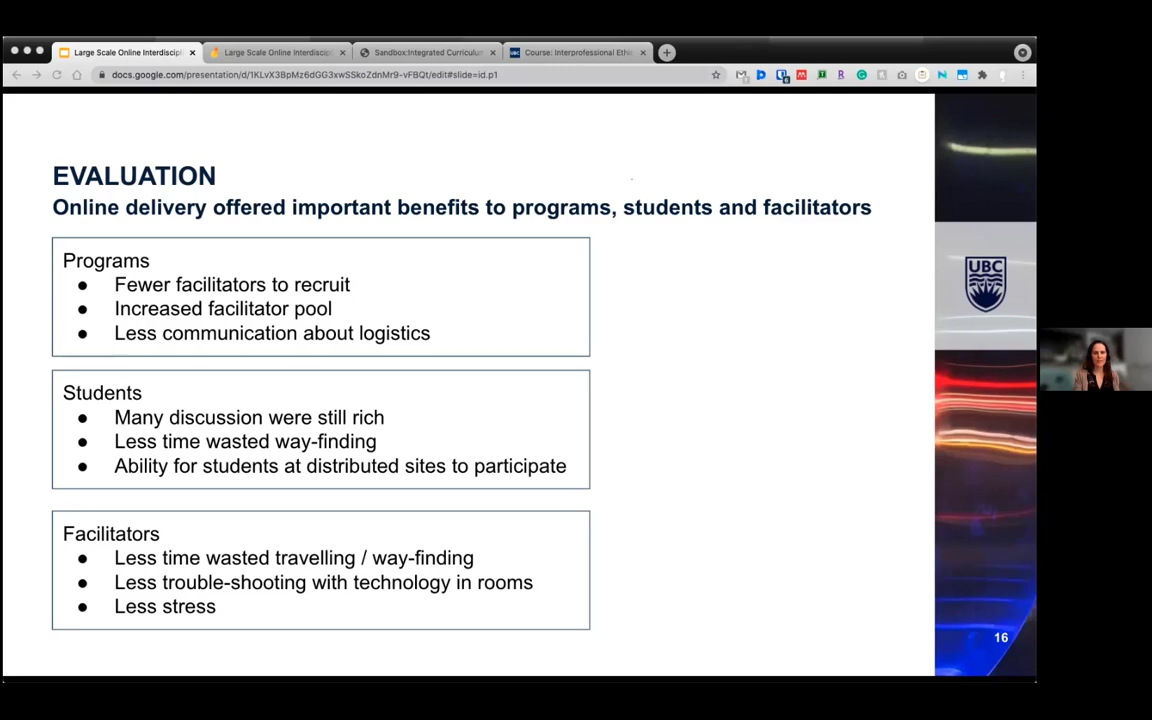 Large Scale Online Interdiscipl
Large Scale Online Interdiscipl
Sandbox:Integrated Curriculum
Course: Interprofessional Ethic
docs.google.com/presentation/d/1KLvX3BpMz6dGG3xwSSkoZdnMr9-vFBQt/edit#slide=id.p1
EVALUATION
Online delivery offered important benefits to programs, students and facilitators
Programs
● Fewer facilitators to recruit
● Increased facilitator pool
● Less communication about logistics
UBC
Students
● Many discussion were still rich
● Less time wasted way-finding
● Ability for students at distributed sites to participate
Facilitators
● Less time wasted travelling / way-finding
● Less trouble-shooting with technology in rooms
● Less stress
16